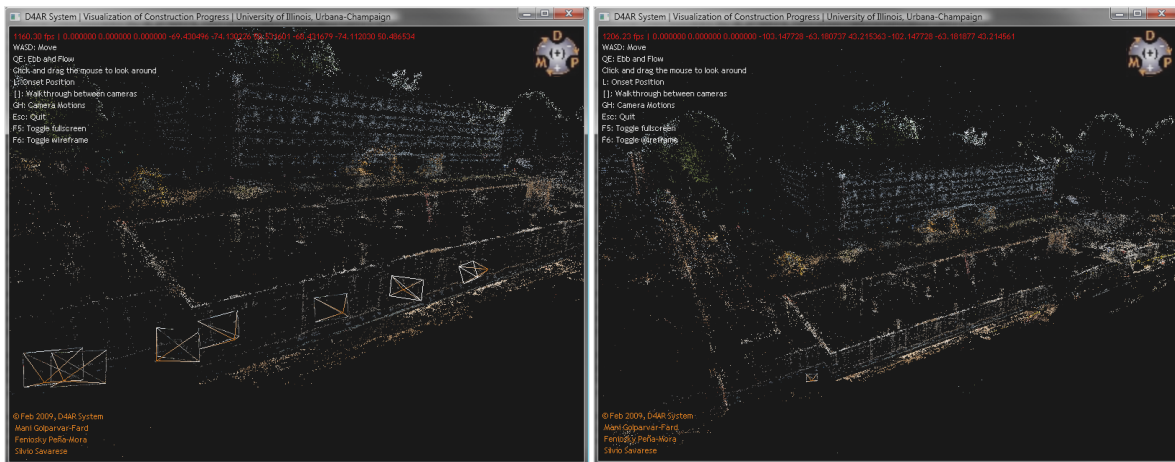 D4AR System | Visualization of Construction Progress | University of Illinois, Urbana-Champaign
WASD: Move
QE: Ebb and Flow
Click and drag the mouse to look around
L: Onset Position
[]: Walkthrough between cameras
GH: Camera Motions
Esc: Quit
F5: Toggle fullscreen
F6: Toggle wireframe
D
M (+) P
© Feb 2009, D4AR System
Mani Golparvar-Fard
Feniosky Peña-Mora
Silvio Savarese
D4AR System | Visualization of Construction Progress | University of Illinois, Urbana-Champaign
1206.23 fps | 0.000000 0.000000 0.000000 -103.147728 -63.180737 43.215363 -102.147728 -63.181877 43.214561
WASD: Move
QE: Ebb and Flow
Click and drag the mouse to look around
L: Onset Position
[]: Walkthrough between cameras
GH: Camera Motions
Esc: Quit
F5: Toggle fullscreen
F6: Toggle wireframe
D
M (+) P
© Feb 2009, D4AR System
Mani Golparvar-Fard
Feniosky Peña-Mora
Silvio Savarese